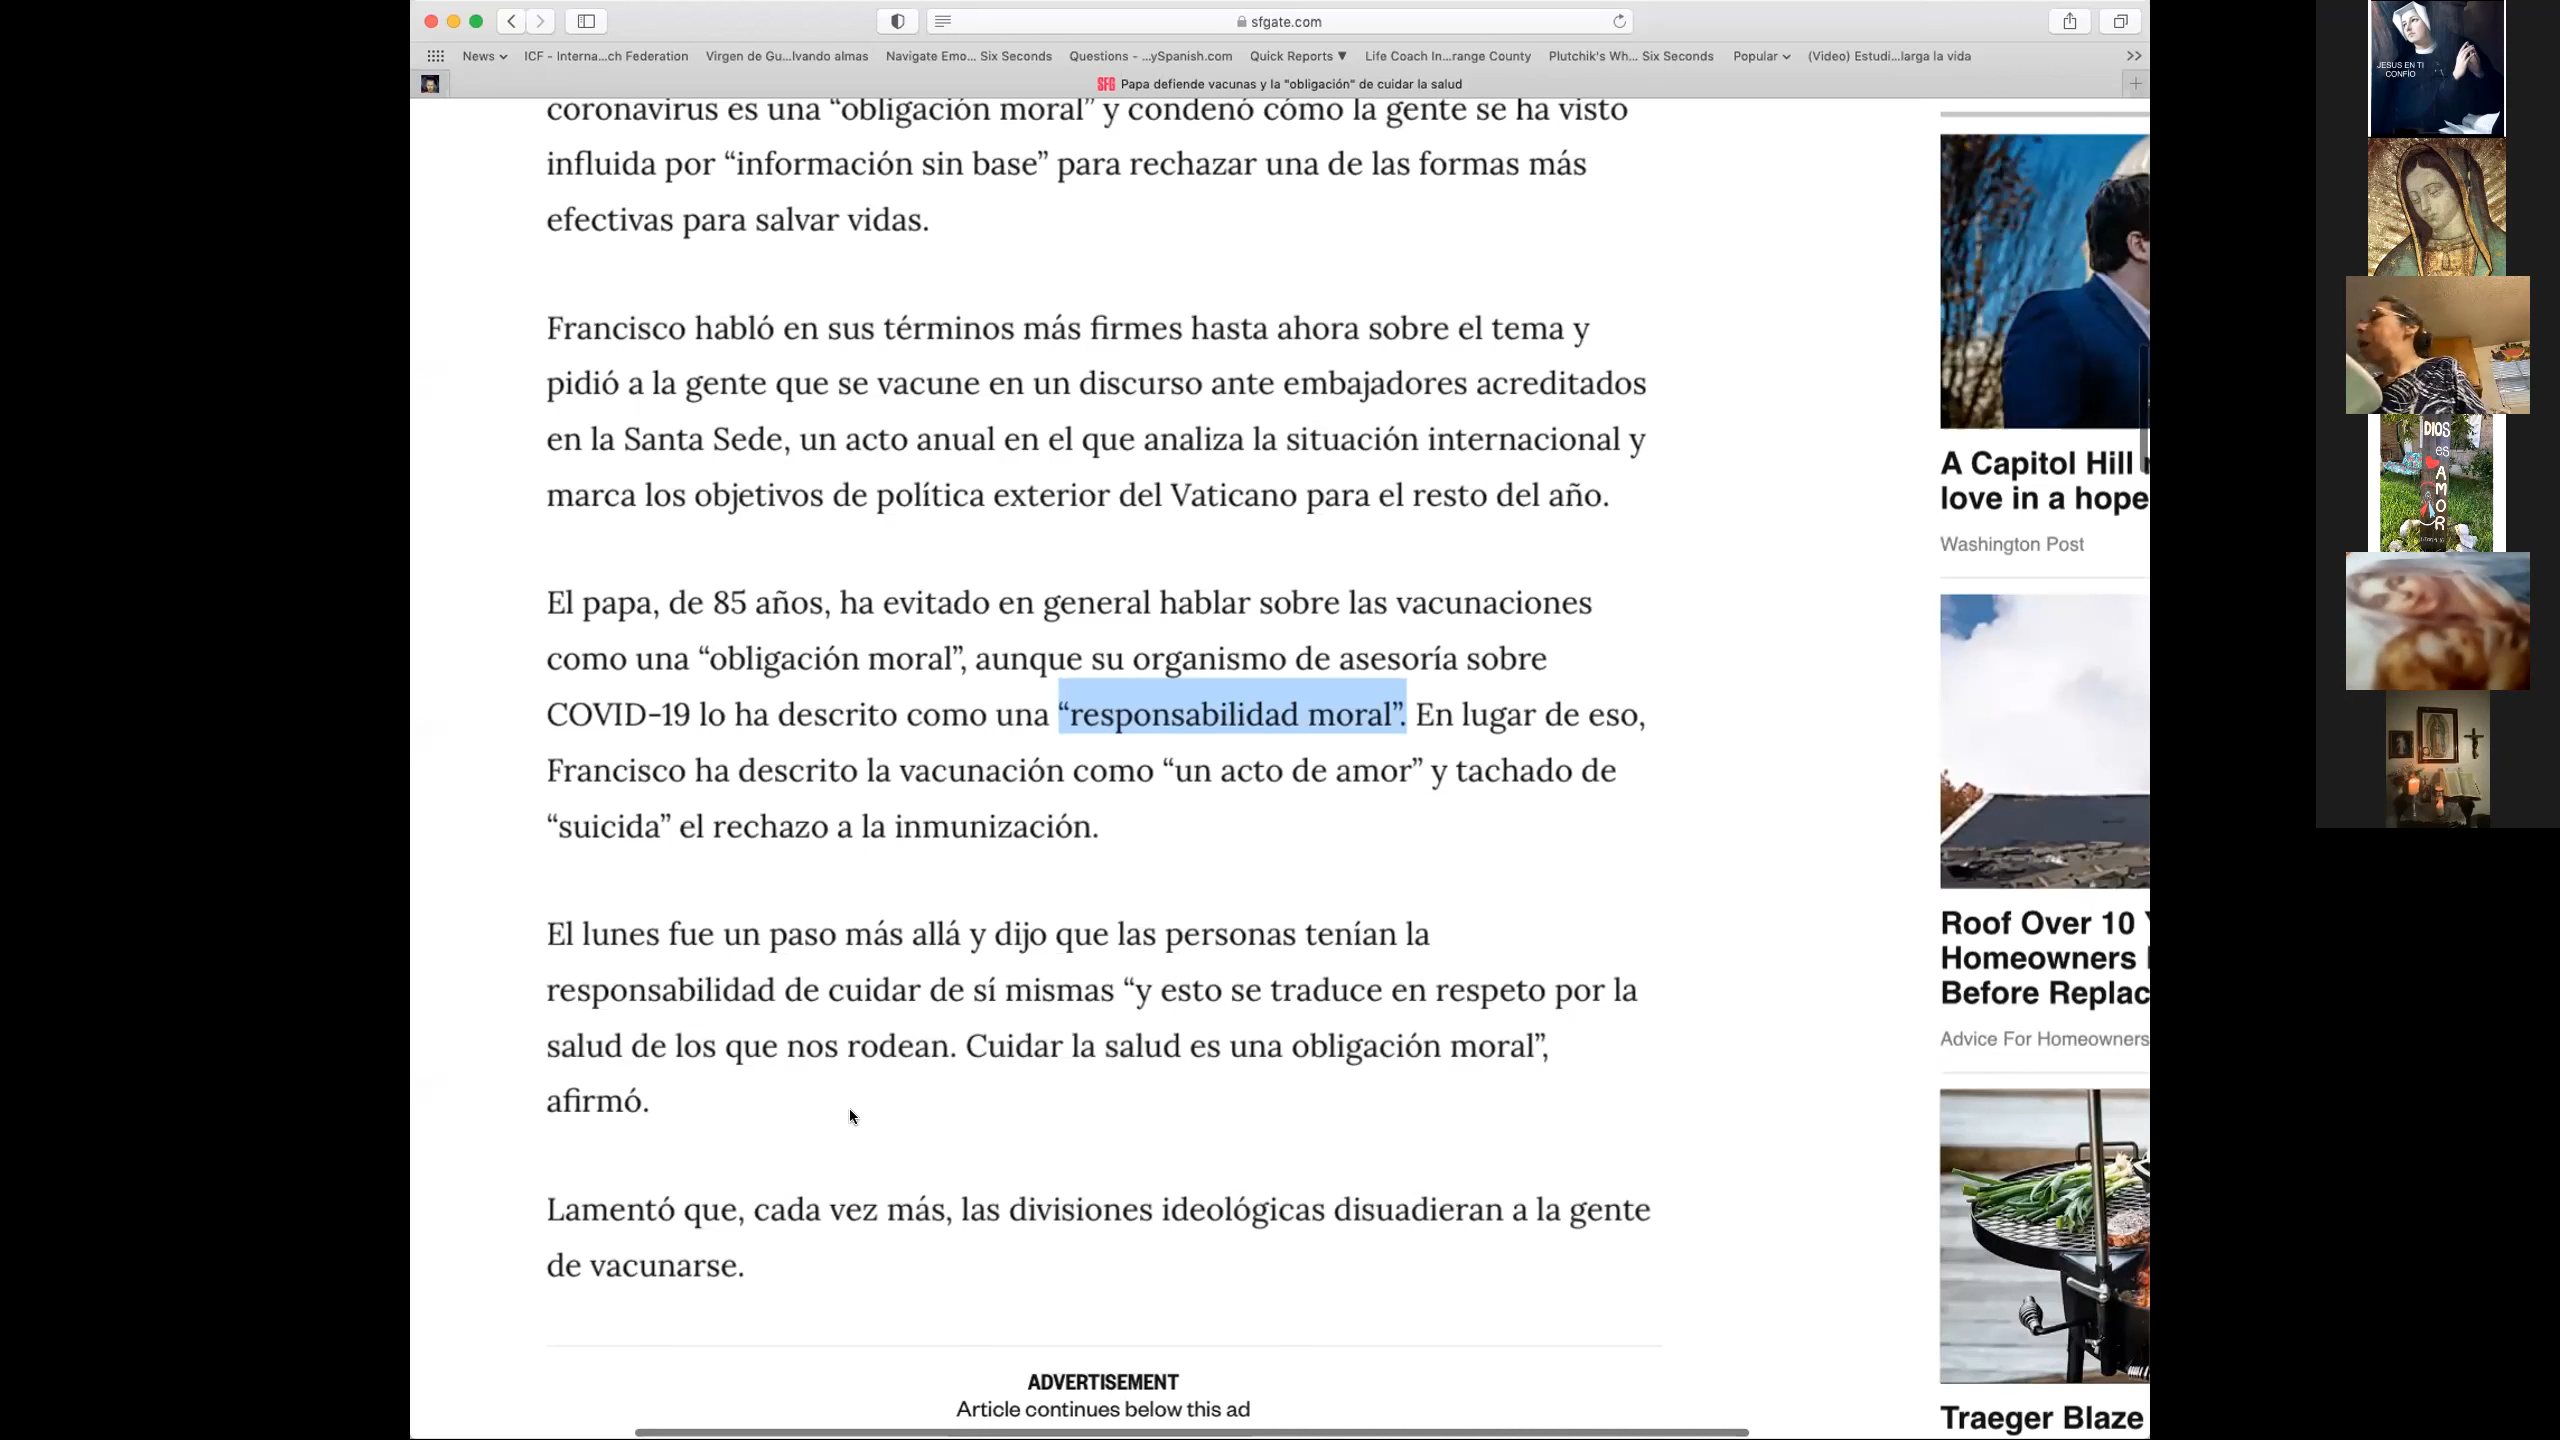 sfgate.com
News
ICF - Interna...ch Federation
Virgen de Gu...lvando almas
Navigate Emo... Six Seconds
Questions - ...ySpanish.com
Quick Reports ▼
Life Coach In...range County
Plutchik's Wh... Six Seconds
Popular
(Video) Estudi...larga la vida
>>
SFG Papa defiende vacunas y la "obligación" de cuidar la salud
coronavirus es una “obligación moral” y condenó cómo la gente se ha visto
influida por “información sin base” para rechazar una de las formas más
efectivas para salvar vidas.
Francisco habló en sus términos más firmes hasta ahora sobre el tema y
pidió a la gente que se vacune en un discurso ante embajadores acreditados
en la Santa Sede, un acto anual en el que analiza la situación internacional y
marca los objetivos de política exterior del Vaticano para el resto del año.
El papa, de 85 años, ha evitado en general hablar sobre las vacunaciones
como una “obligación moral”, aunque su organismo de asesoría sobre
COVID-19 lo ha descrito como una “responsabilidad moral”. En lugar de eso,
Francisco ha descrito la vacunación como “un acto de amor” y tachado de
“suicida” el rechazo a la inmunización.
El lunes fue un paso más allá y dijo que las personas tenían la
responsabilidad de cuidar de sí mismas “y esto se traduce en respeto por la
salud de los que nos rodean. Cuidar la salud es una obligación moral”,
afirmó.
Lamentó que, cada vez más, las divisiones ideológicas disuadieran a la gente
de vacunarse.
ADVERTISEMENT
Article continues below this ad
A Capitol Hill
love in a hope
Washington Post
Roof Over 10
Homeowners
Before Replac
Advice For Homeowners
Traeger Blaze
JESUS EN TI
CONFÍO
DIOS
es
AMOR